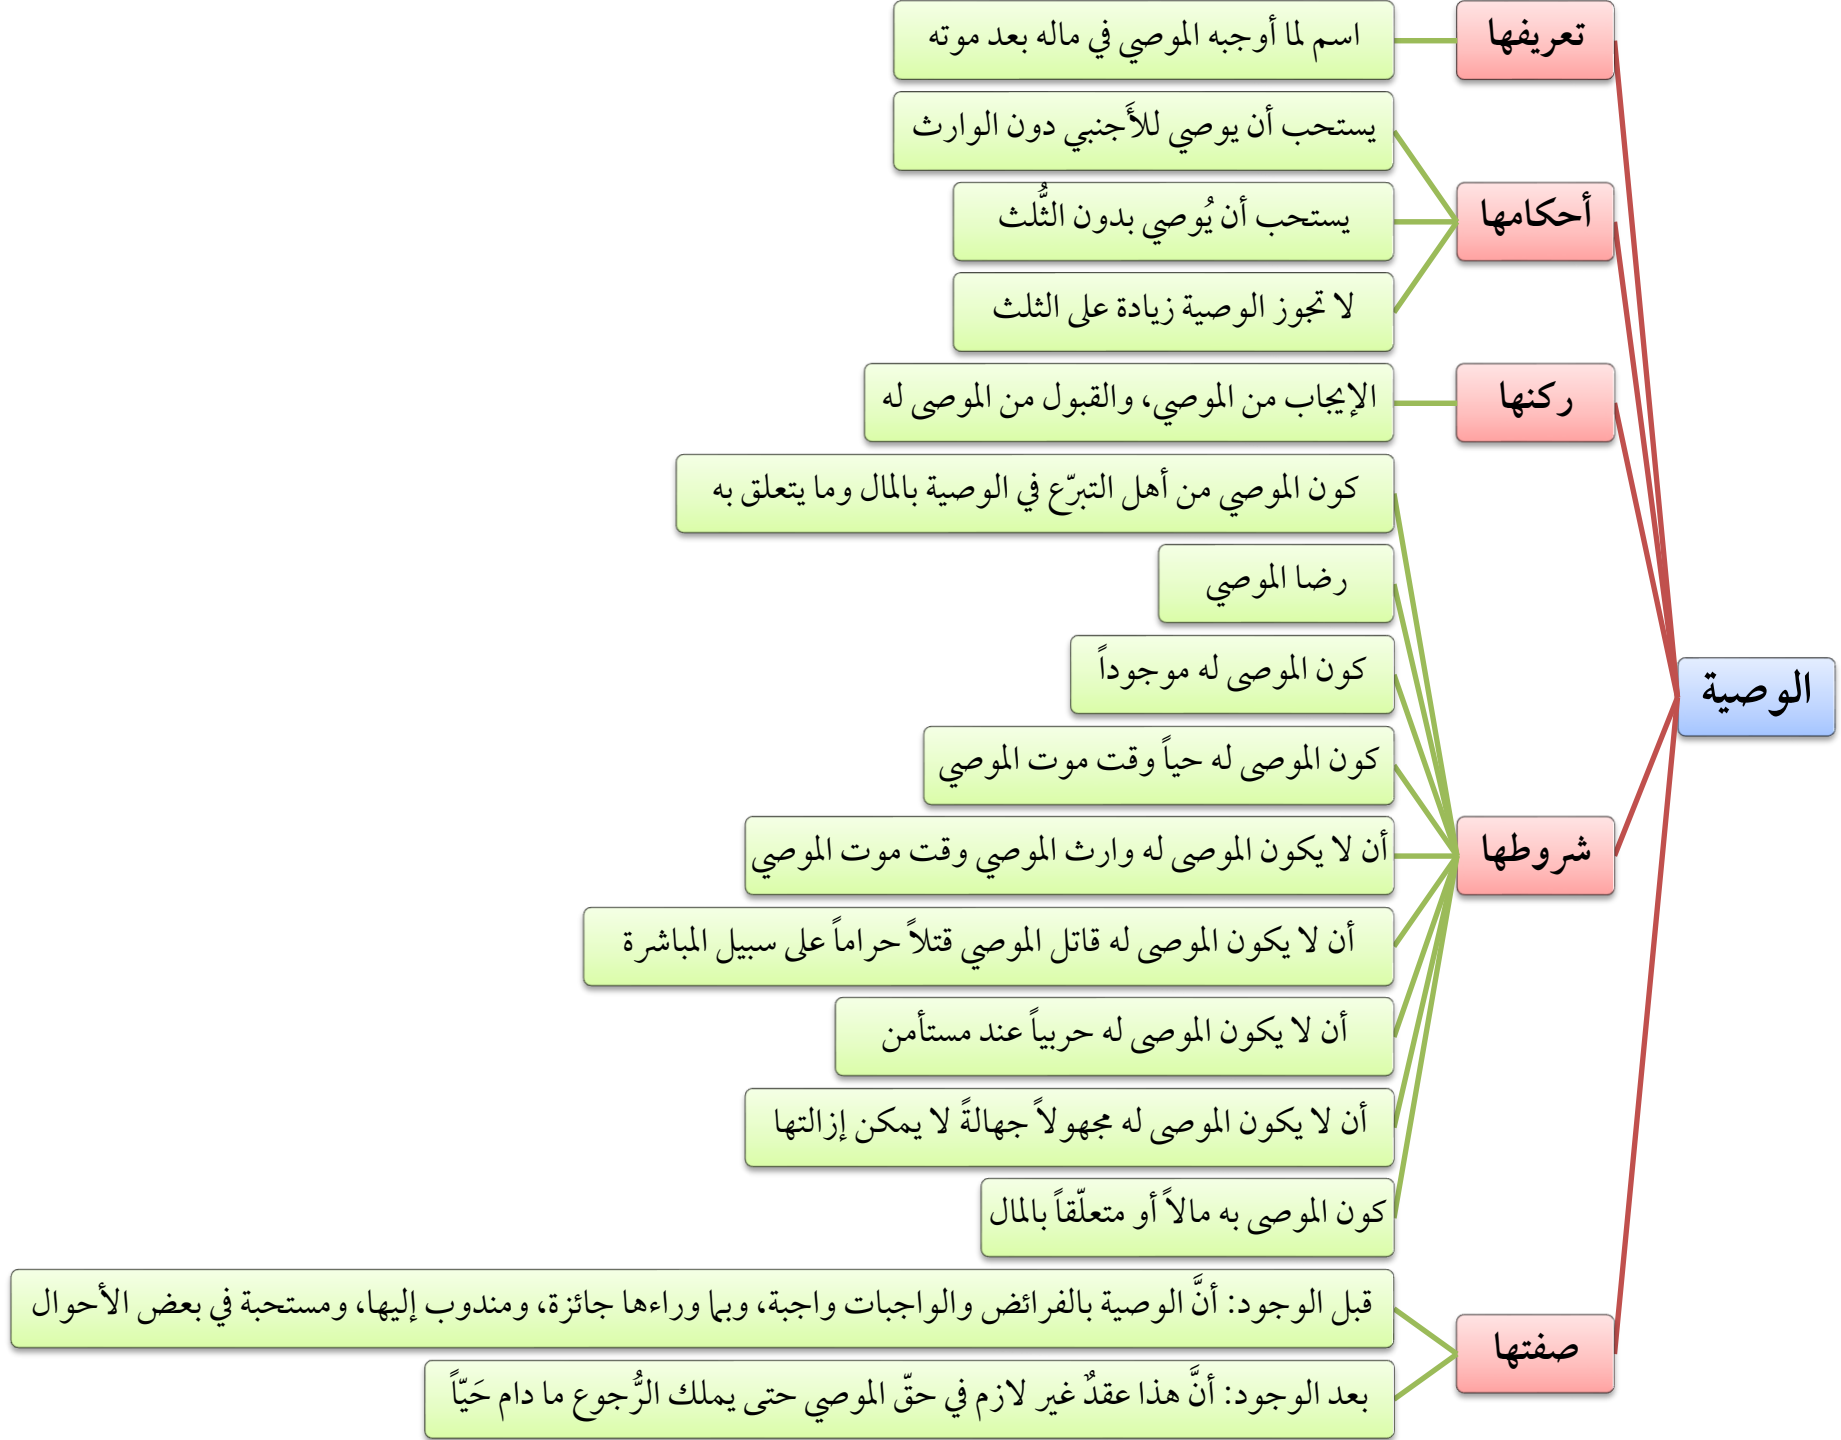 الوصية
تعريفها
اسم لما أوجبه الموصي في ماله بعد موته
أحكامها
يستحب أن يوصي للأَجنبي دون الوارث
يستحب أن يُوصي بدون الثُّلث
لا تجوز الوصية زيادة على الثلث
ركنها
الإيجاب من الموصي، والقبول من الموصى له
شروطها
كون الموصي من أهل التبرّع في الوصية بالمال وما يتعلق به
رضا الموصي
كون الموصى له موجوداً
كون الموصى له حياً وقت موت الموصي
أن لا يكون الموصى له وارث الموصي وقت موت الموصي
أن لا يكون الموصى له قاتل الموصي قتلاً حراماً على سبيل المباشرة
أن لا يكون الموصى له حربياً عند مستأمن
أن لا يكون الموصى له مجهولاً جهالةً لا يمكن إزالتها
كون الموصى به مالاً أو متعلّقاً بالمال
صفتها
قبل الوجود: أنَّ الوصية بالفرائض والواجبات واجبة، وبما وراءها جائزة، ومندوب إليها، ومستحبة في بعض الأحوال
بعد الوجود: أنَّ هذا عقدٌ غير لازم في حقّ الموصي حتى يملك الرُّجوع ما دام حَيّاً